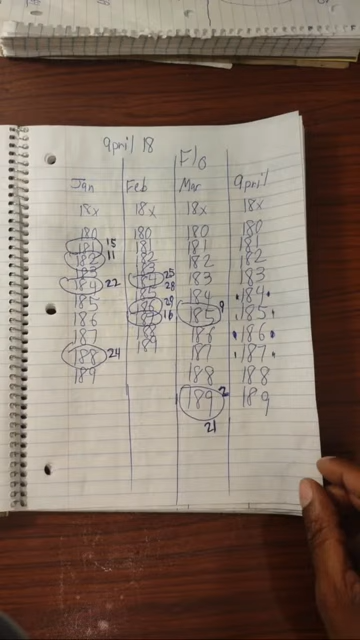 april 18
F/0
Jan Feb Mar april
18x 18x 18x 18x
180 180 180 180
181 15 181 180 181
182 11 182 182 182
183 183 183 183
184 22 184 25 184 184
185 185 28 185 9 185
186 186 29 186 186
187 187 16 187 187
188 24 188 188 188
189 189 189 2 189
21